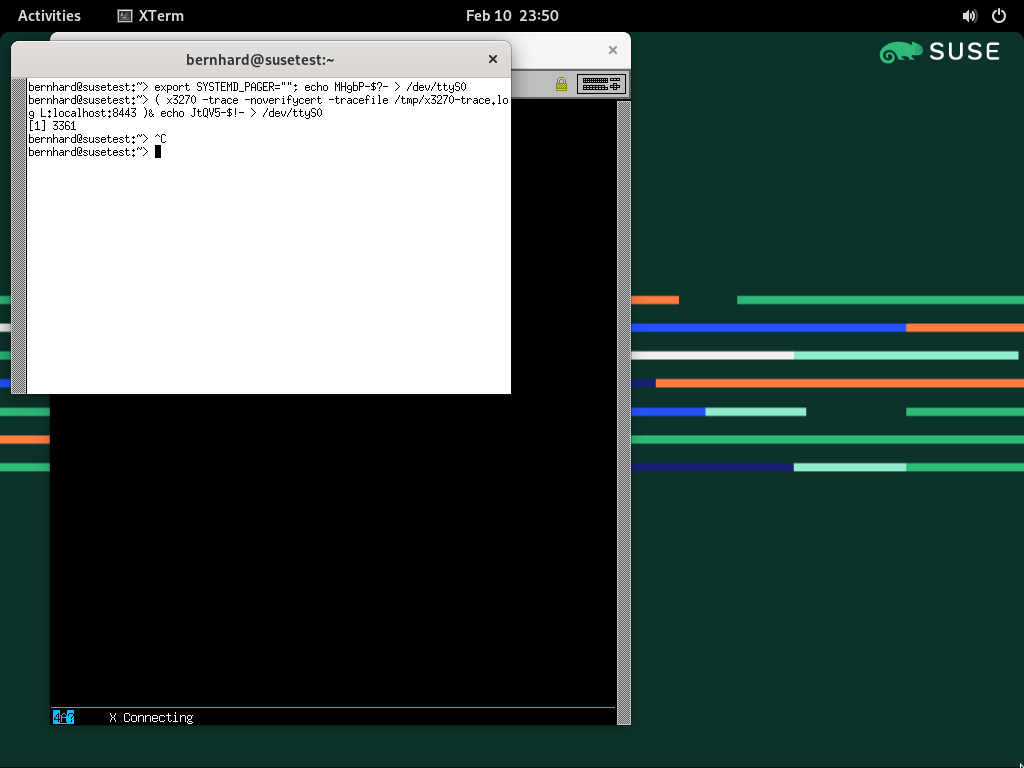 Activities XTerm Feb 10 23:50
SUSE
bernhard@susetest:~
bernhard@susetest:~> export SYSTEMD_PAGER=""; echo MHgbP-$?- > /dev/ttyS0
bernhard@susetest:~> ( x3270 -trace -noverifycert -tracefile /tmp/x3270-trace.lo
g L:localhost:8443 )& echo JtQV5-$!- > /dev/ttyS0
[1] 3361
bernhard@susetest:~> ^C
bernhard@susetest:~>
X Connecting